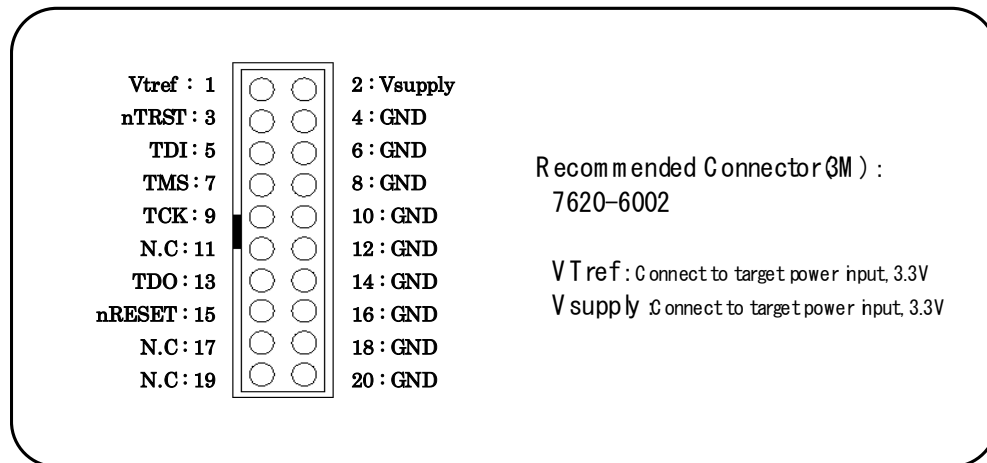 Vtref : 1
2 : Vsupply
nTRST : 3
4 : GND
TDI : 5
6 : GND
TMS : 7
8 : GND
TCK : 9
10 : GND
N.C : 11
12 : GND
TDO : 13
14 : GND
nRESET : 15
16 : GND
N.C : 17
18 : GND
N.C : 19
20 : GND
Recommended Connector(3M) :
7620-6002
VTref : Connect to target power input, 3.3V
Vsupply :Connect to target power input, 3.3V